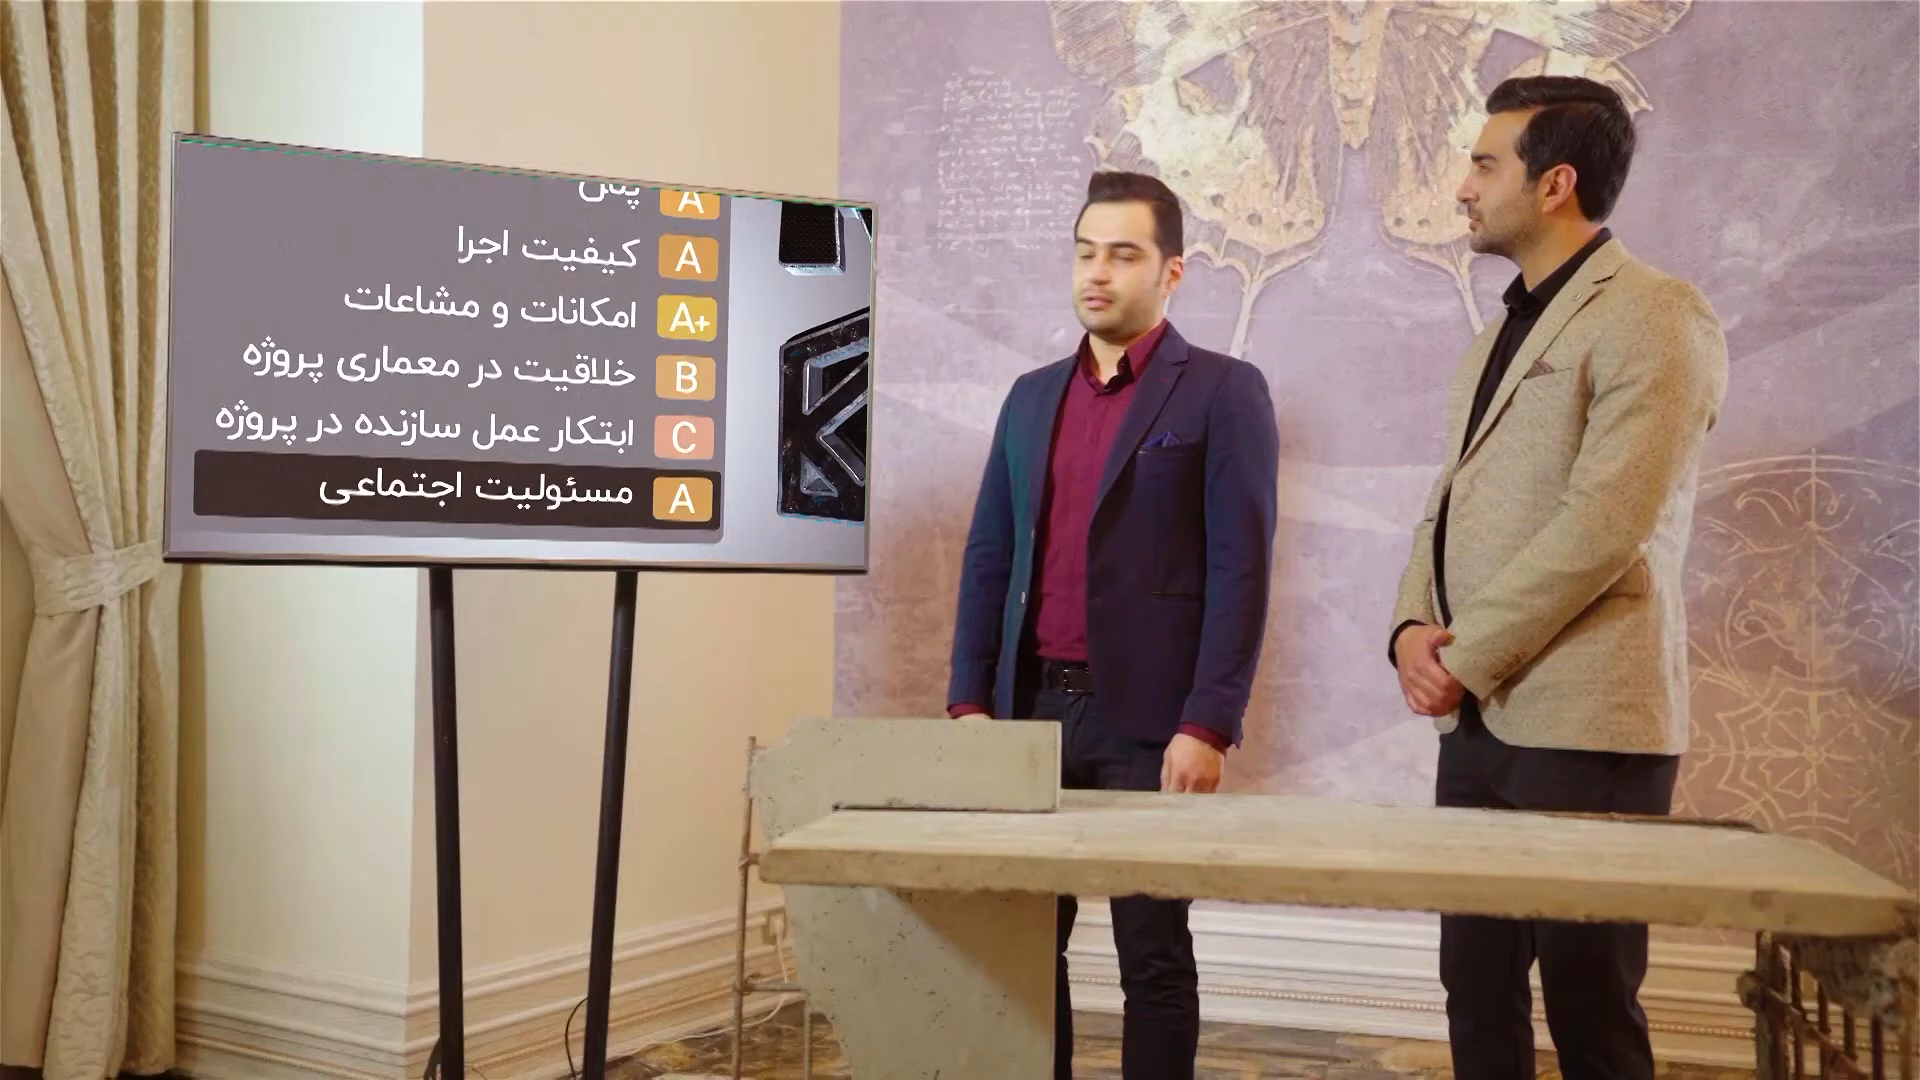 A
A کیفیت اجرا
A+ امکانات و مشاعات
B خلاقیت در معماری پروژه
C ابتکار عمل سازنده در پروژه
A مسئولیت اجتماعی